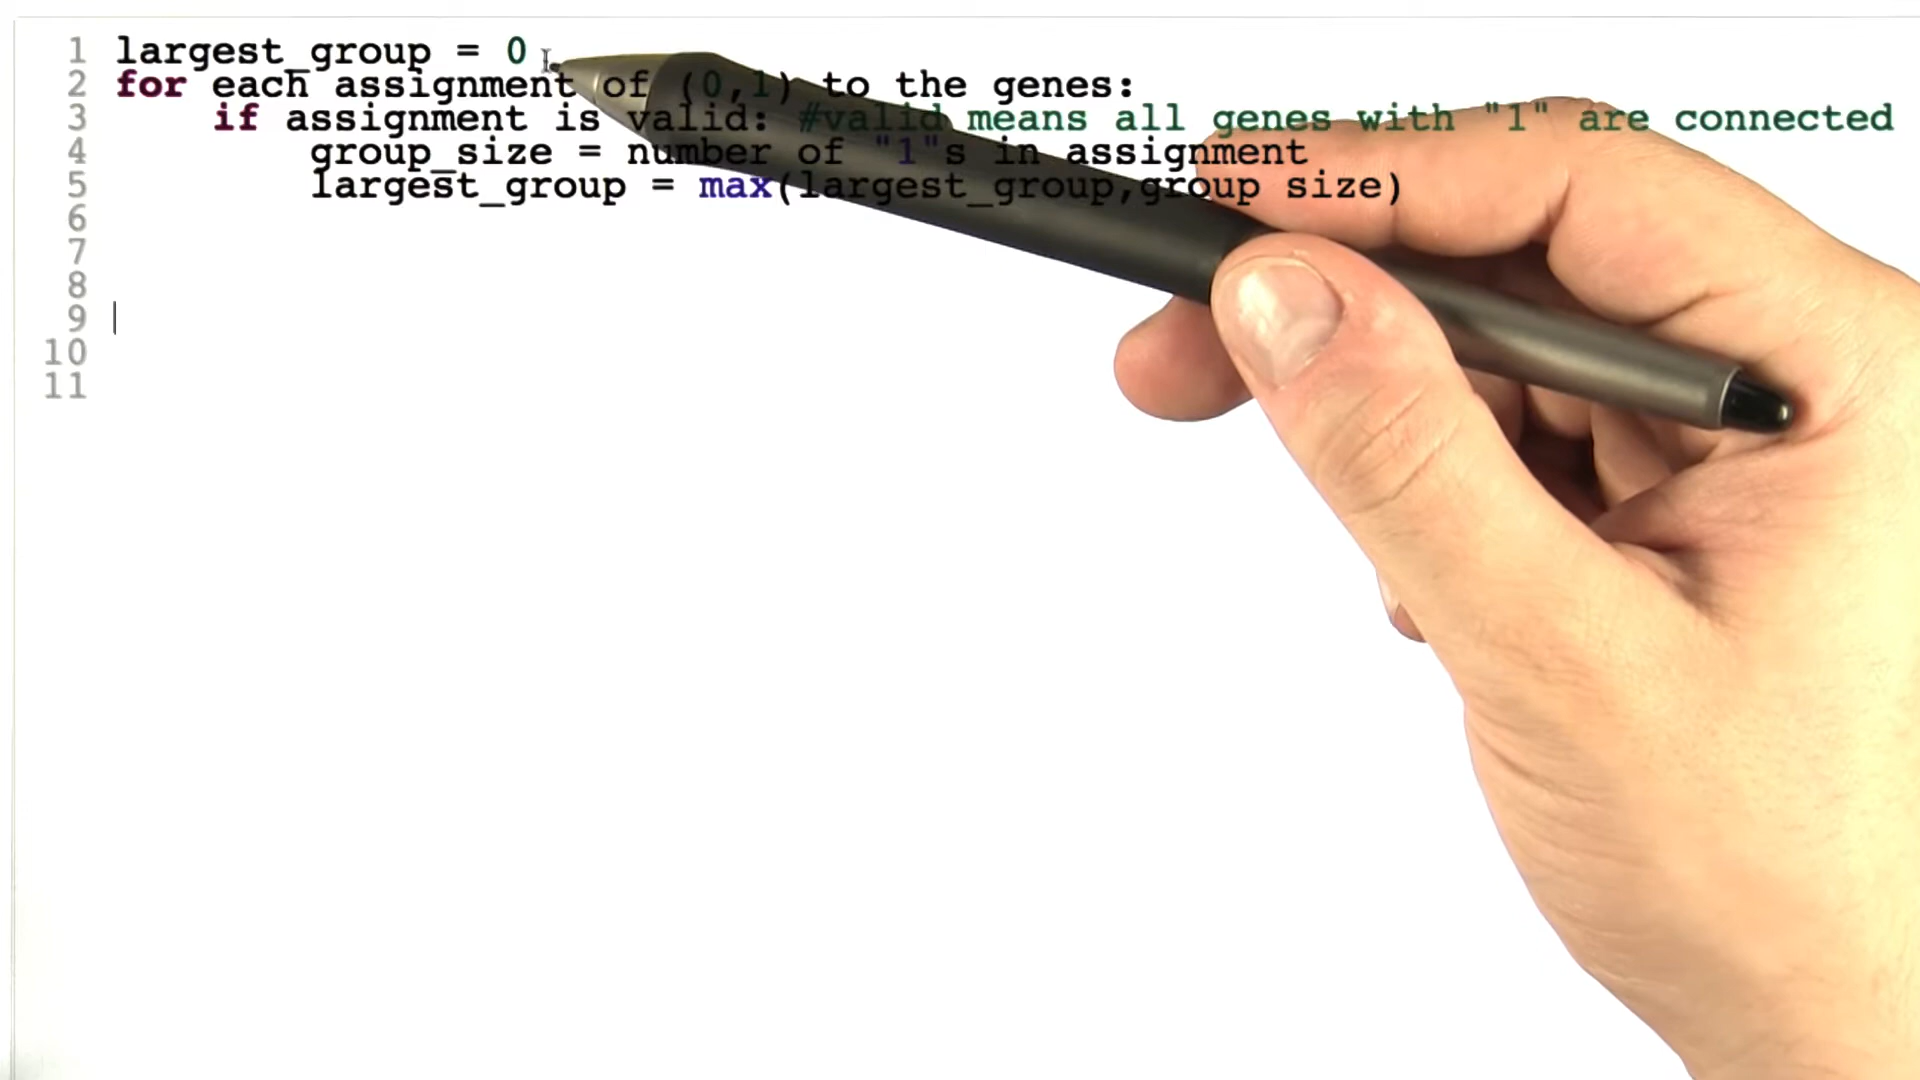 1 largest_group = 0
2 for each assignment of (0,1) to the genes:
3 if assignment is valid: #valid means all genes with "1" are connected
4 group_size = number of "1"s in assignment
5 largest_group = max(largest_group,group size)
6
7
8
9
10
11